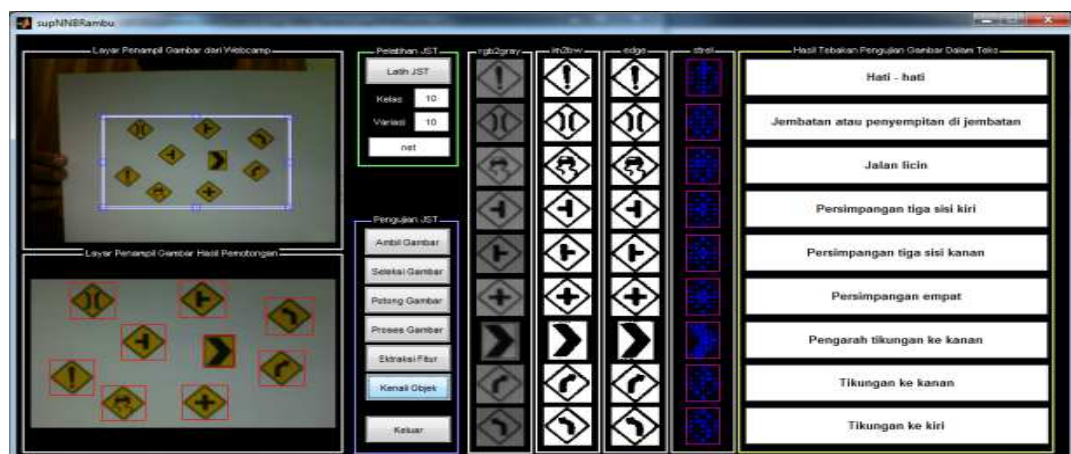 supNNBRambu
Layar Penampil Gambar dari Webcamp
Pelatihan JST
Latih JST
Kelas 10
Variasi 10
net
Layar Penampil Gambar Hasil Pemotongan
Pengujian JST
Ambil Gambar
Seleksi Gambar
Potong Gambar
Proses Gambar
Ektraksi Fitur
Kenali Objek
Keluar
rgb2gray
im2bw
edge
strel
Hasil Tebakan Pengujian Gambar Dalam Teks
Hati - hati
Jembatan atau penyempitan di jembatan
Jalan licin
Persimpangan tiga sisi kiri
Persimpangan tiga sisi kanan
Persimpangan empat
Pengarah tikungan ke kanan
Tikungan ke kanan
Tikungan ke kiri